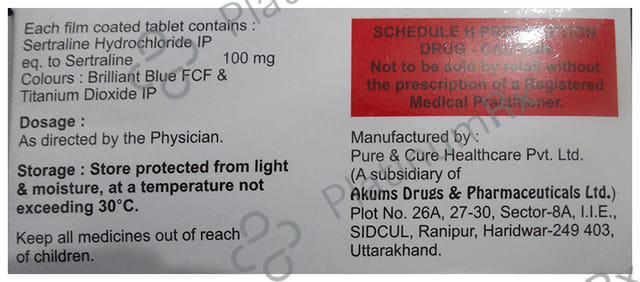 Each film coated tablet contains :
Sertraline Hydrochloride IP
eq. to Sertraline 100 mg
Colours : Brilliant Blue FCF &
Titanium Dioxide IP
Dosage :
As directed by the Physician.
Storage : Store protected from light
& moisture, at a temperature not
exceeding 30°C.
Keep all medicines out of reach
of children.
SCHEDULE H PRESCRIPTION
DRUG - CAUTION
Not to be sold by retail without
the prescription of a Registered
Medical Practitioner.
Manufactured by :
Pure & Cure Healthcare Pvt. Ltd.
(A subsidiary of
Akums Drugs & Pharmaceuticals Ltd.)
Plot No. 26A, 27-30, Sector-8A, I.I.E.,
SIDCUL, Ranipur, Haridwar-249 403,
Uttarakhand.
PlatinumRx